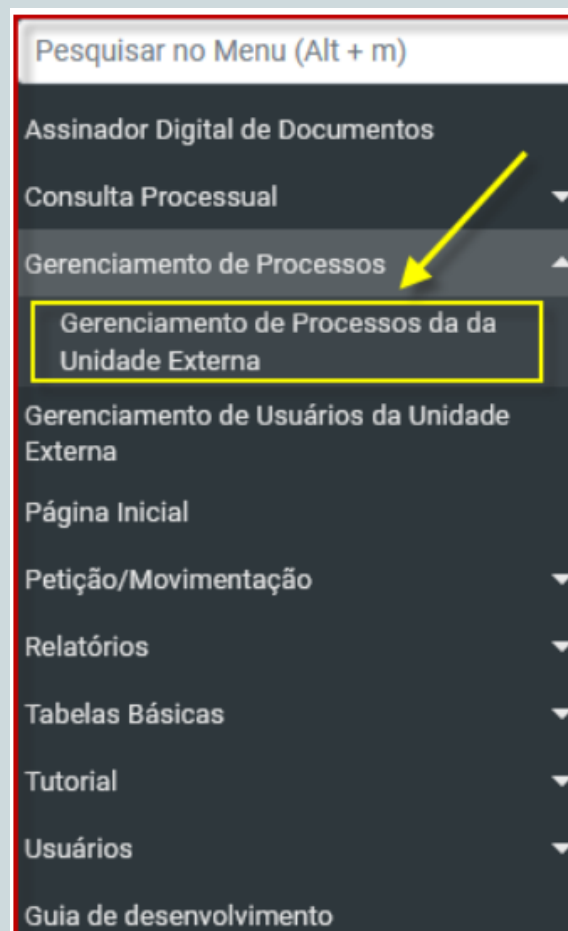 Pesquisar no Menu (Alt + m)
Assinador Digital de Documentos
Consulta Processual
Gerenciamento de Processos
Gerenciamento de Processos da da
Unidade Externa
Gerenciamento de Usuários da Unidade
Externa
Página Inicial
Petição/Movimentação
Relatórios
Tabelas Básicas
Tutorial
Usuários
Guia de desenvolvimento